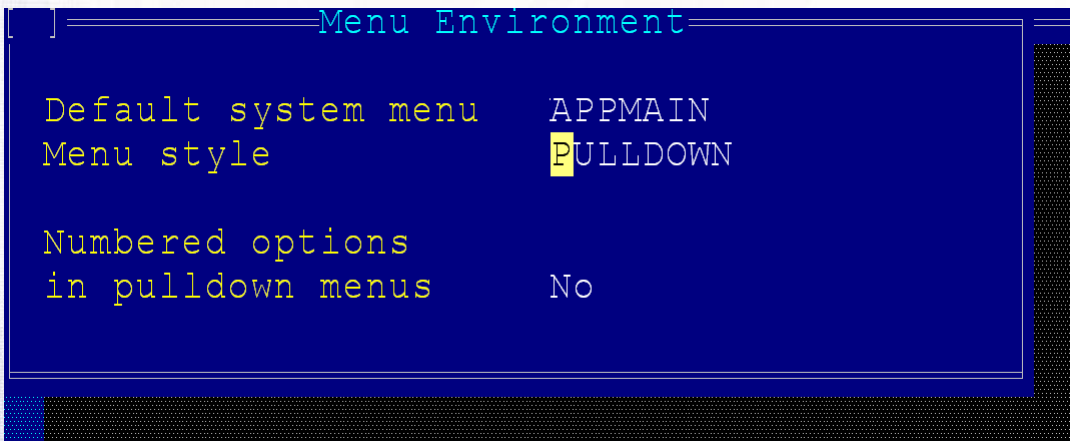 [ ] Menu Environment
Default system menu APPMAIN
Menu style PULLDOWN
Numbered options
in pulldown menus No